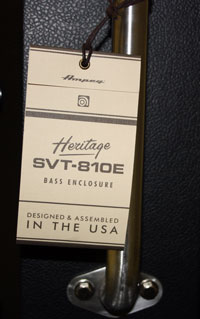 Ampeg
Heritage
SVT-810E
BASS ENCLOSURE
DESIGNED & ASSEMBLED
IN THE USA